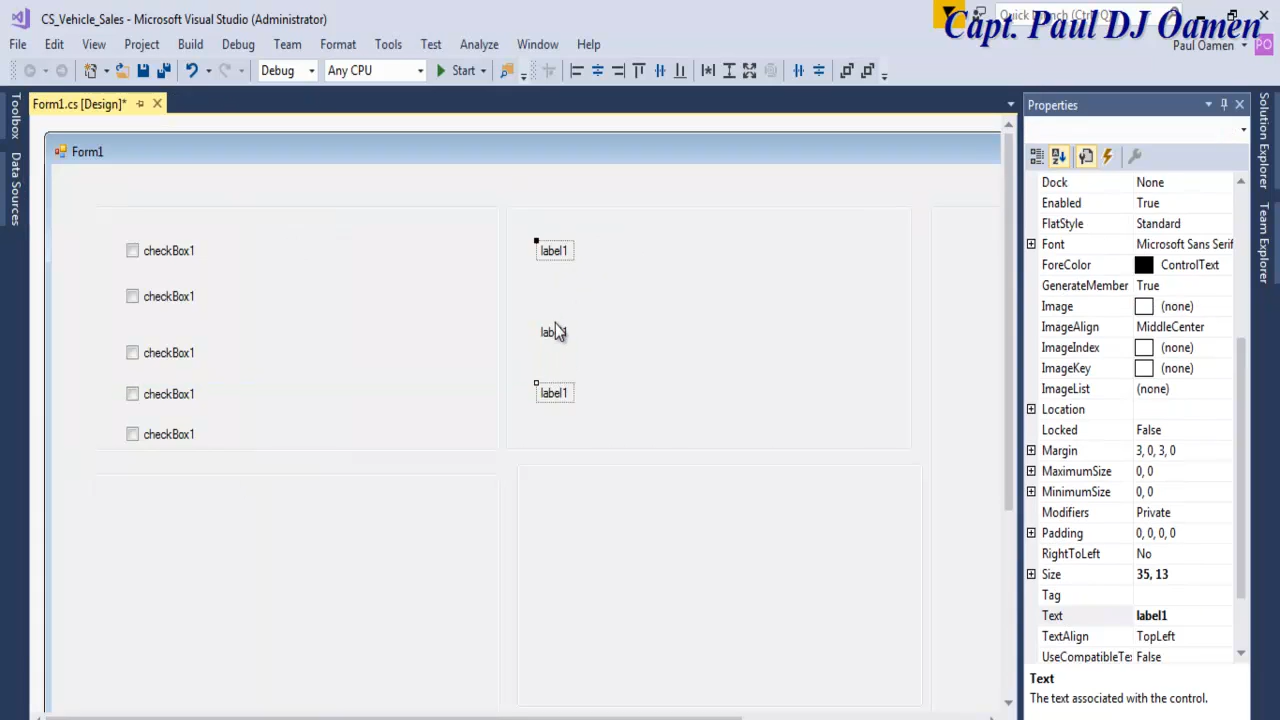 CS_Vehicle_Sales - Microsoft Visual Studio (Administrator)
Quick Launch (Ctrl+Q)
Capt. Paul DJ Oamen
File Edit View Project Build Debug Team Format Tools Test Analyze Window Help
Paul Oamen PO
Debug Any CPU Start
Toolbox
Data Sources
Form1.cs [Design]*
Form1
checkBox1
checkBox1
checkBox1
checkBox1
checkBox1
label1
label1
Properties
Dock None
Enabled True
FlatStyle Standard
Font Microsoft Sans Serif
ForeColor ControlText
GenerateMember True
Image (none)
ImageAlign MiddleCenter
ImageIndex (none)
ImageKey (none)
ImageList (none)
Location
Locked False
Margin 3, 0, 3, 0
MaximumSize 0, 0
MinimumSize 0, 0
Modifiers Private
Padding 0, 0, 0, 0
RightToLeft No
Size 35, 13
Tag
Text label1
TextAlign TopLeft
UseCompatibleTe: False
Text
The text associated with the control.
Solution Explorer
Team Explorer